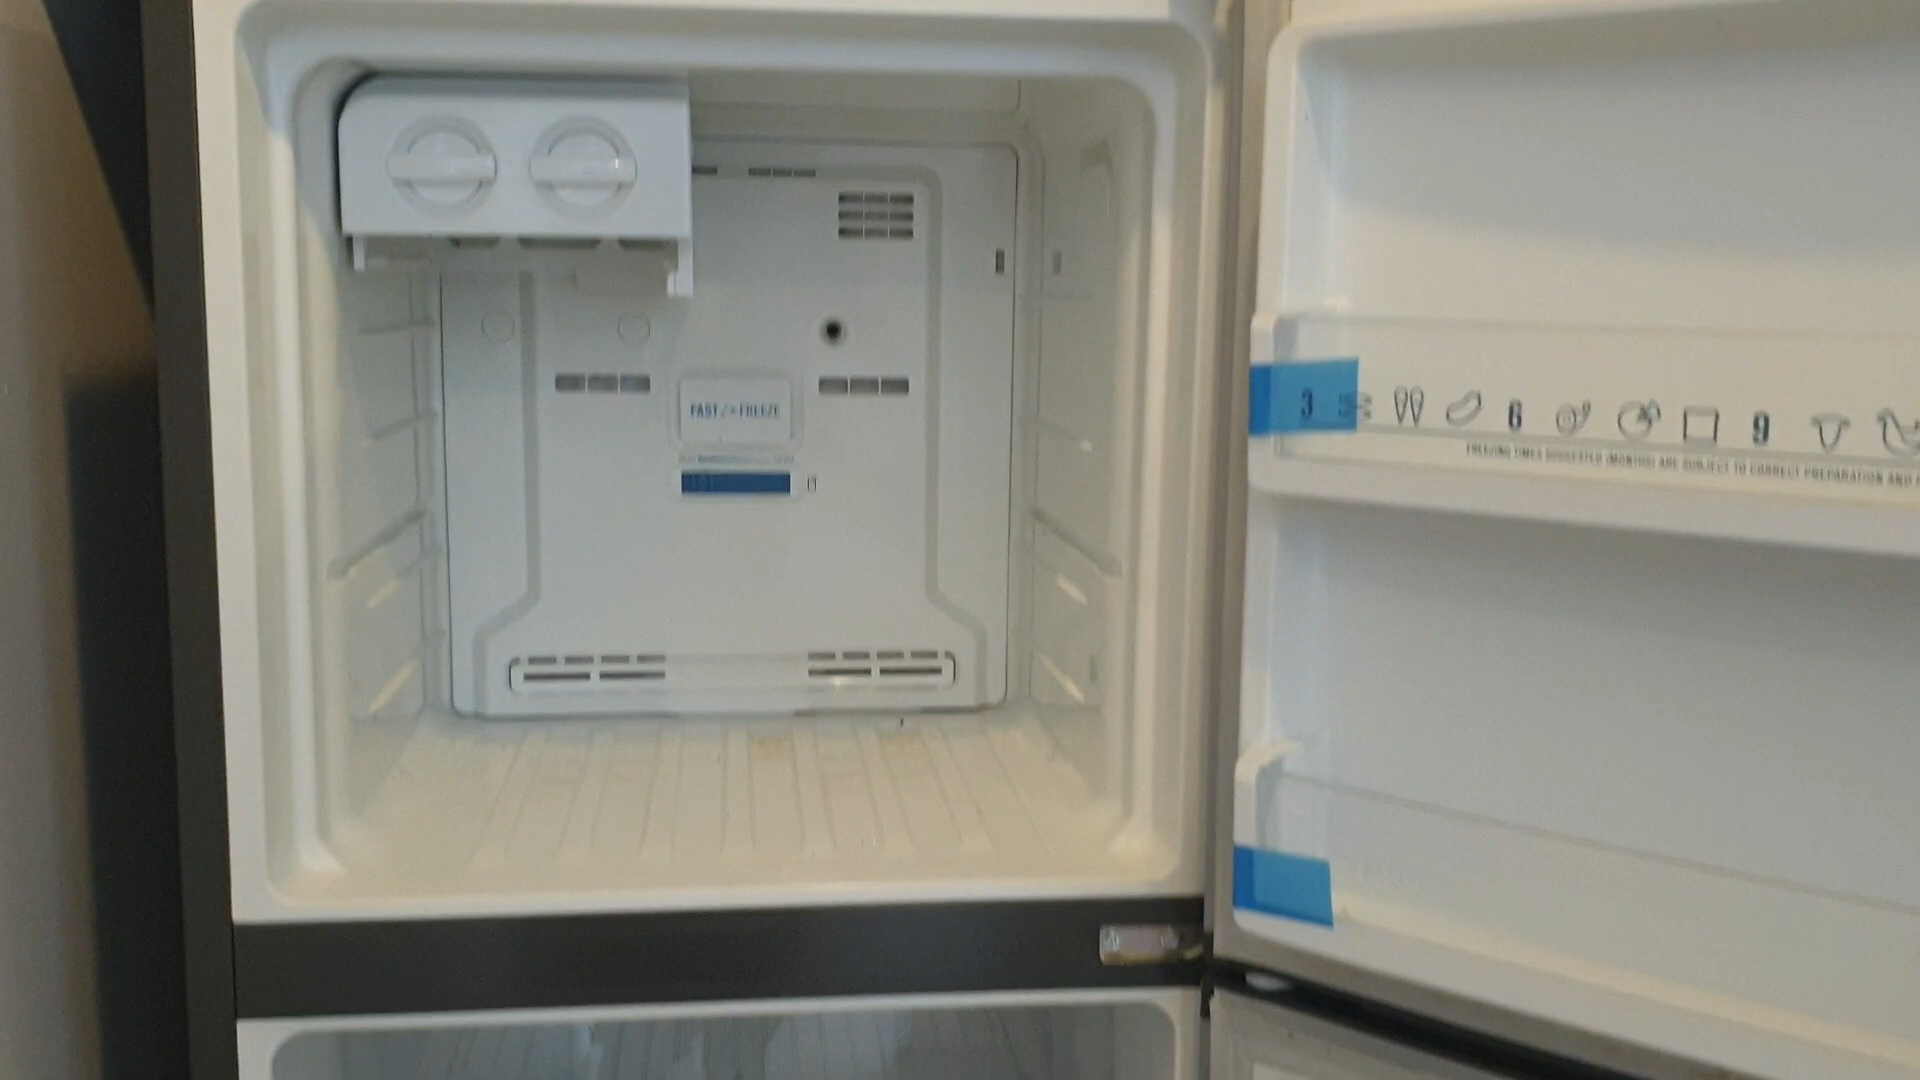 FAST / * FREEZE
3 6 9
FREEZING TIMES SUGGESTED (MONTHS) ARE SUBJECT TO CORRECT PREPARATION AND